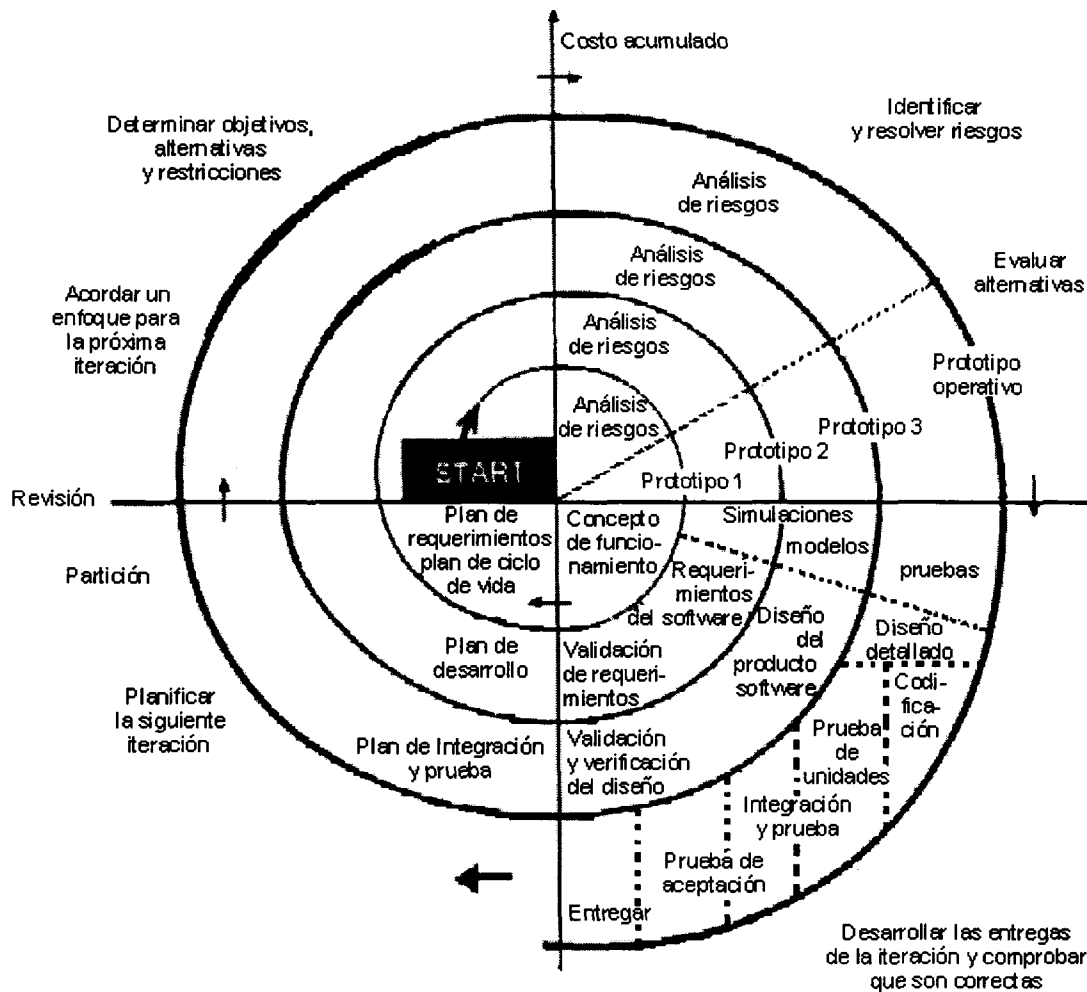 Costo acumulado
Determinar objetivos,
alternativas
y restricciones
Identificar
y resolver riesgos
Análisis
de riesgos
Análisis
de riesgos
Evaluar
alternativas
Acordar un
enfoque para
la próxima
iteración
Análisis
de riesgos
Prototipo
operativo
Análisis
de riesgos
Prototipo 3
Prototipo 2
Prototipo 1
START
Revisión
Plan de
requerimientos
plan de ciclo
de vida
Concepto
de funcio-
namiento
Simulaciones
modelos
pruebas
Partición
Requeri-
mientos
del software
Diseño
del
producto
software
Diseño
detallado
Plan de
desarrollo
Validación
de requeri-
mientos
Codi-
fica-
ción
Planificar
la siguiente
iteración
Plan de Integración
y prueba
Validación
y verificación
del diseño
Prueba
de
unidades
Integración
y prueba
Prueba de
aceptación
Entregar
Desarrollar las entregas
de la iteración y comprobar
que son correctas